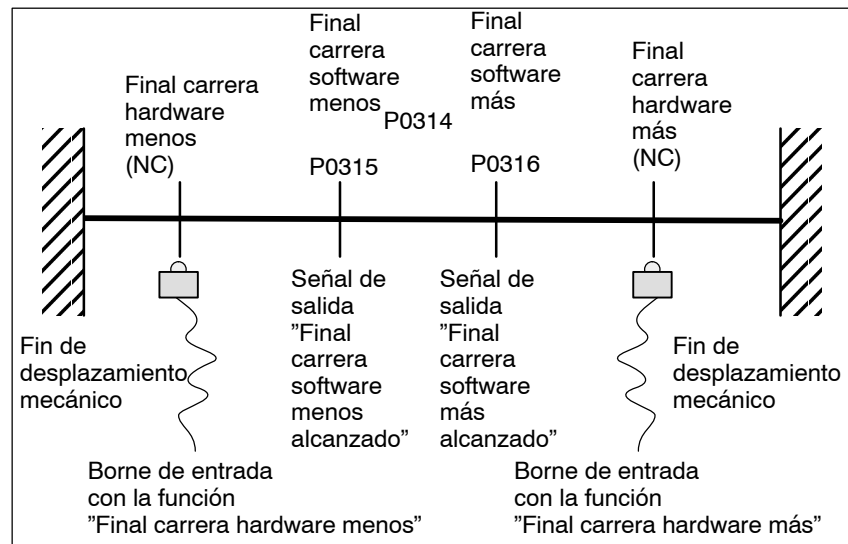 Final carrera
hardware
menos
(NC)
Final
carrera
software
menos
P0314
Final
carrera
software
más
Final
carrera
hardware
más
(NC)
P0315
P0316
Fin de
desplazamiento
mecánico
Señal de
salida
”Final
carrera
software
menos
alcanzado”
Señal de
salida
”Final
carrera
software
más
alcanzado”
Fin de
desplazamiento
mecánico
Borne de entrada
con la función
”Final carrera hardware menos”
Borne de entrada
con la función
”Final carrera hardware más”